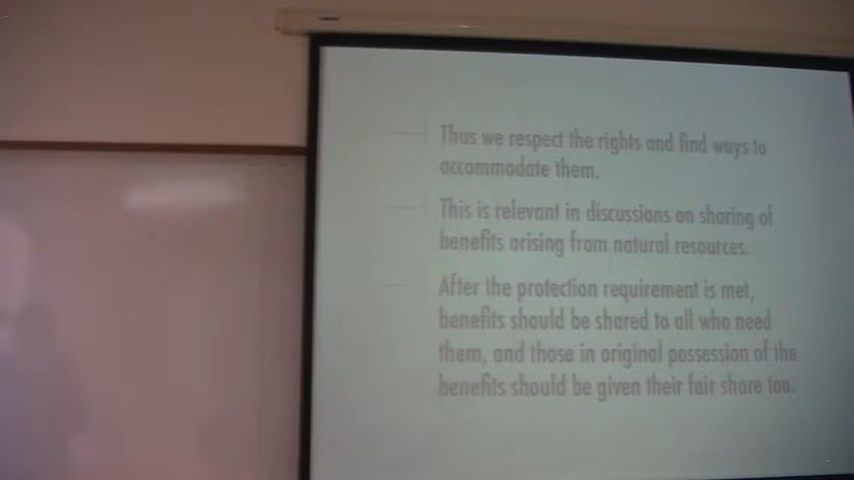 Thus we respect the rights and find ways to
accommodate them.
This is relevant in discussions on sharing of
benefits arising from natural resources.
After the protection requirement is met,
benefits should be shared to all who need
them, and those in original possession of the
benefits should be given their fair share too.